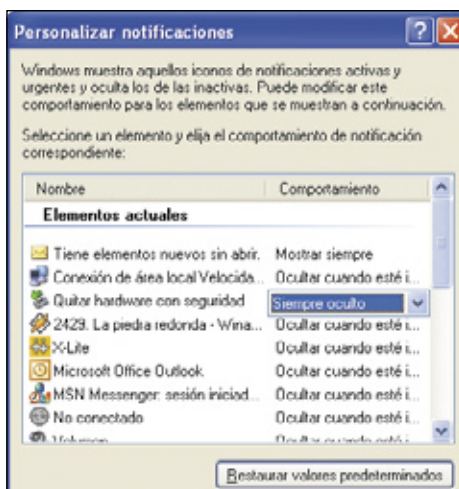 Personalizar notificaciones
Windows muestra aquellos iconos de notificaciones activas y
urgentes y oculta los de las inactivas. Puede modificar este
comportamiento para los elementos que se muestran a continuación.
Seleccione un elemento y elija el comportamiento de notificación
correspondiente:
Nombre Comportamiento
Elementos actuales
Tiene elementos nuevos sin abrir. Mostrar siempre
Conexión de área local Velocida... Ocultar cuando esté i...
Quitar hardware con seguridad Siempre oculto
2429. La piedra redonda - Wina... Ocultar cuando esté i...
X-Lite Ocultar cuando esté i...
Microsoft Office Outlook Ocultar cuando esté i...
MSN Messenger: sesión iniciad... Ocultar cuando esté i...
No conectado Ocultar cuando esté i...
Volumen Ocultar cuando esté i...
Restaurar valores predeterminados